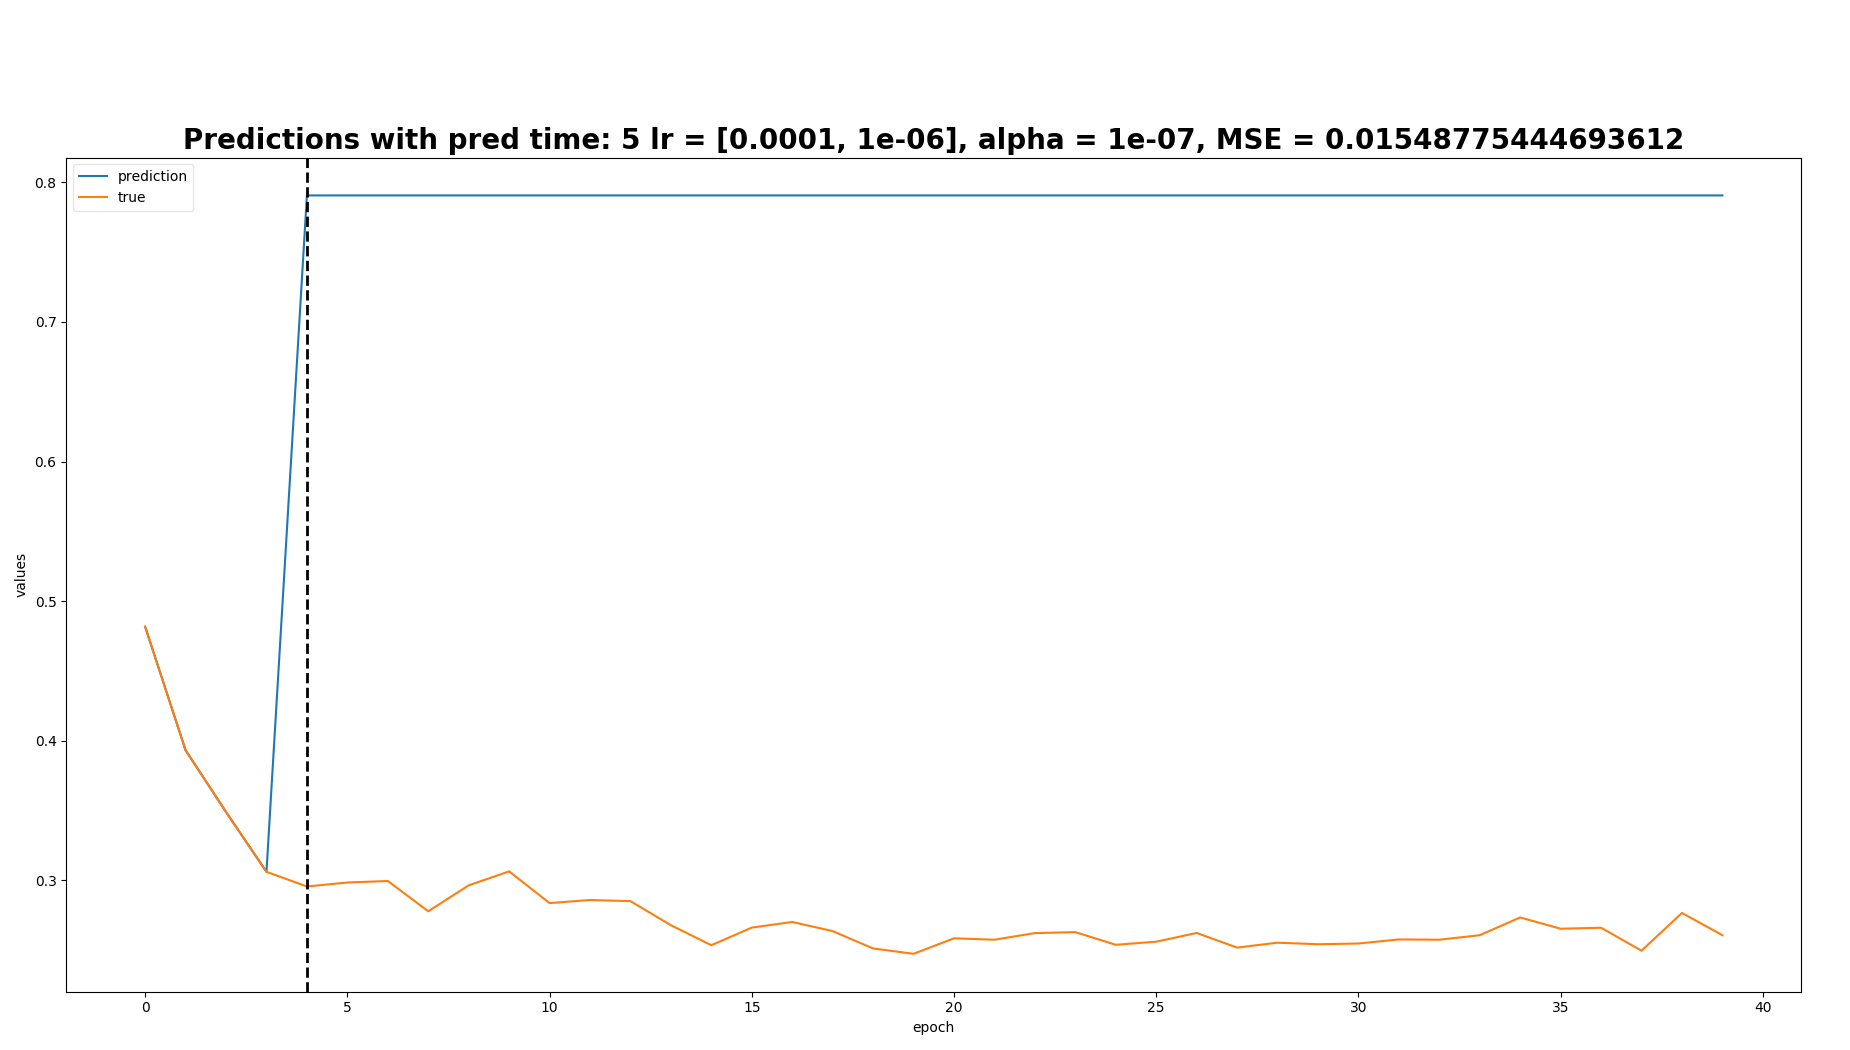 Predictions with pred time: 5 lr = [0.0001, 1e-06], alpha = 1e-07, MSE = 0.01548775444693612
prediction
true
0.8
0.7
0.6
0.5
0.4
0.3
values
0 5 10 15 20 25 30 35 40
epoch